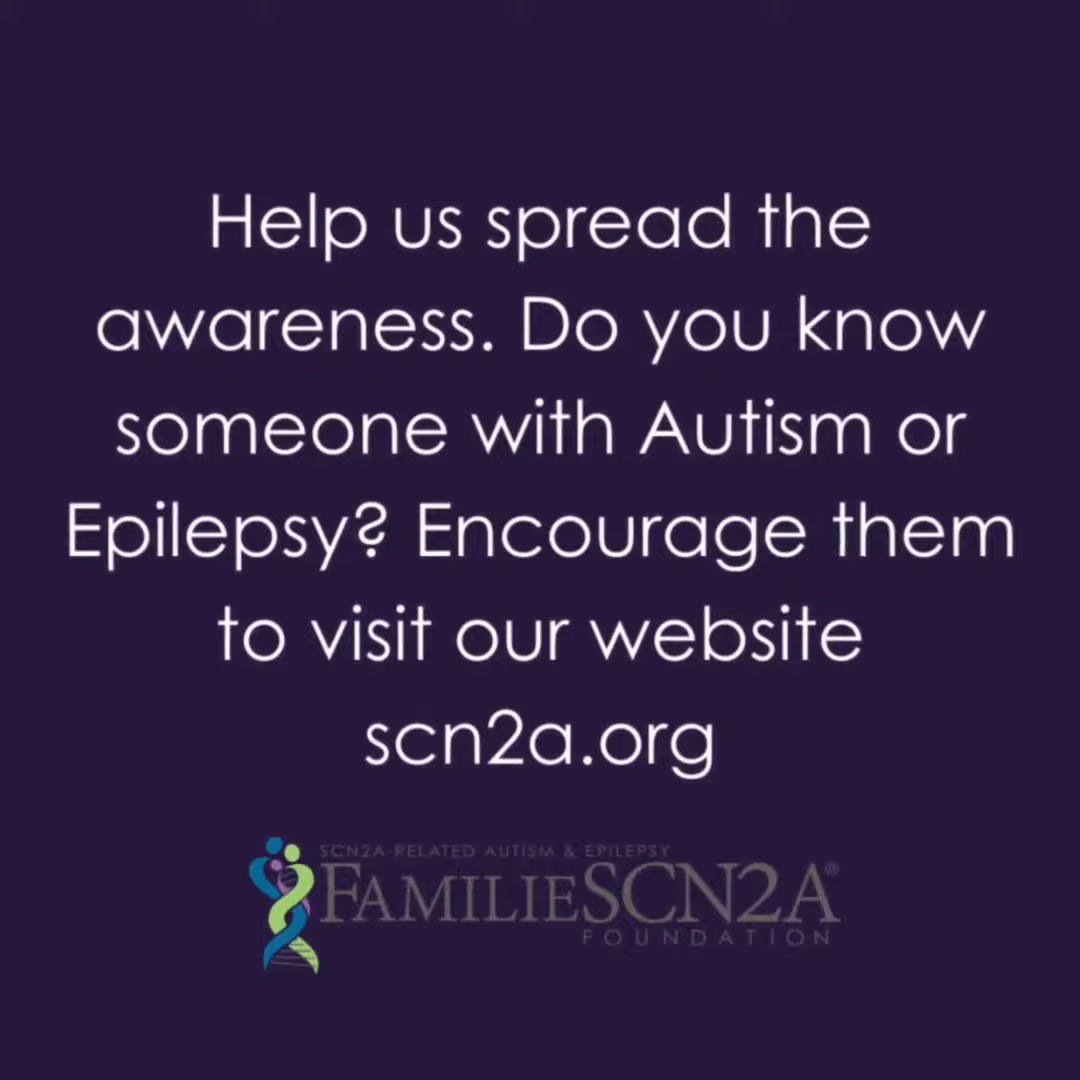 Help us spread the
awareness. Do you know
someone with Autism or
Epilepsy? Encourage them
to visit our website
scn2a.org
SCN2A-RELATED AUTISM & EPILEPSY
FAMILIESCN2A®
FOUNDATION